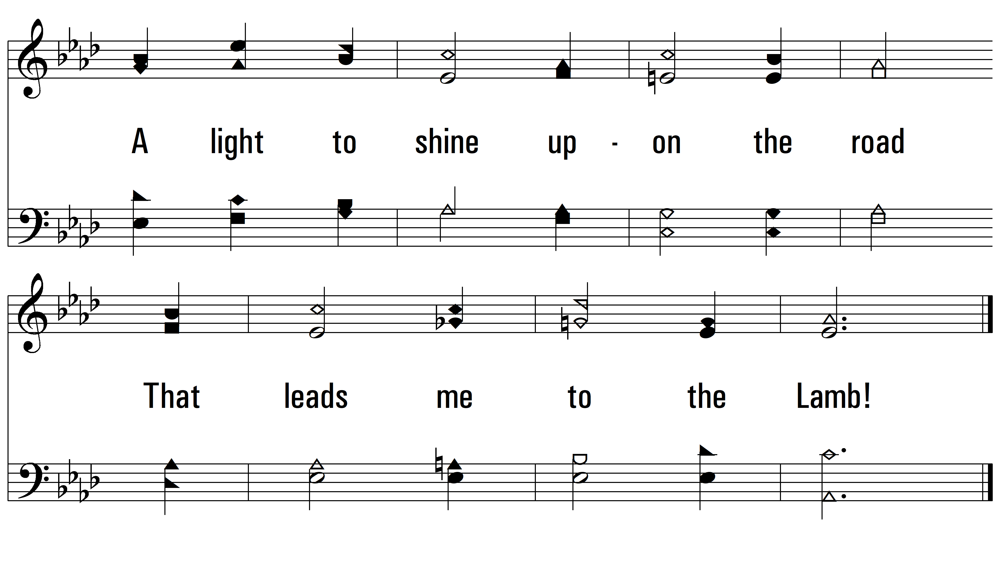 A light to shine up - on the road
That leads me to the Lamb!